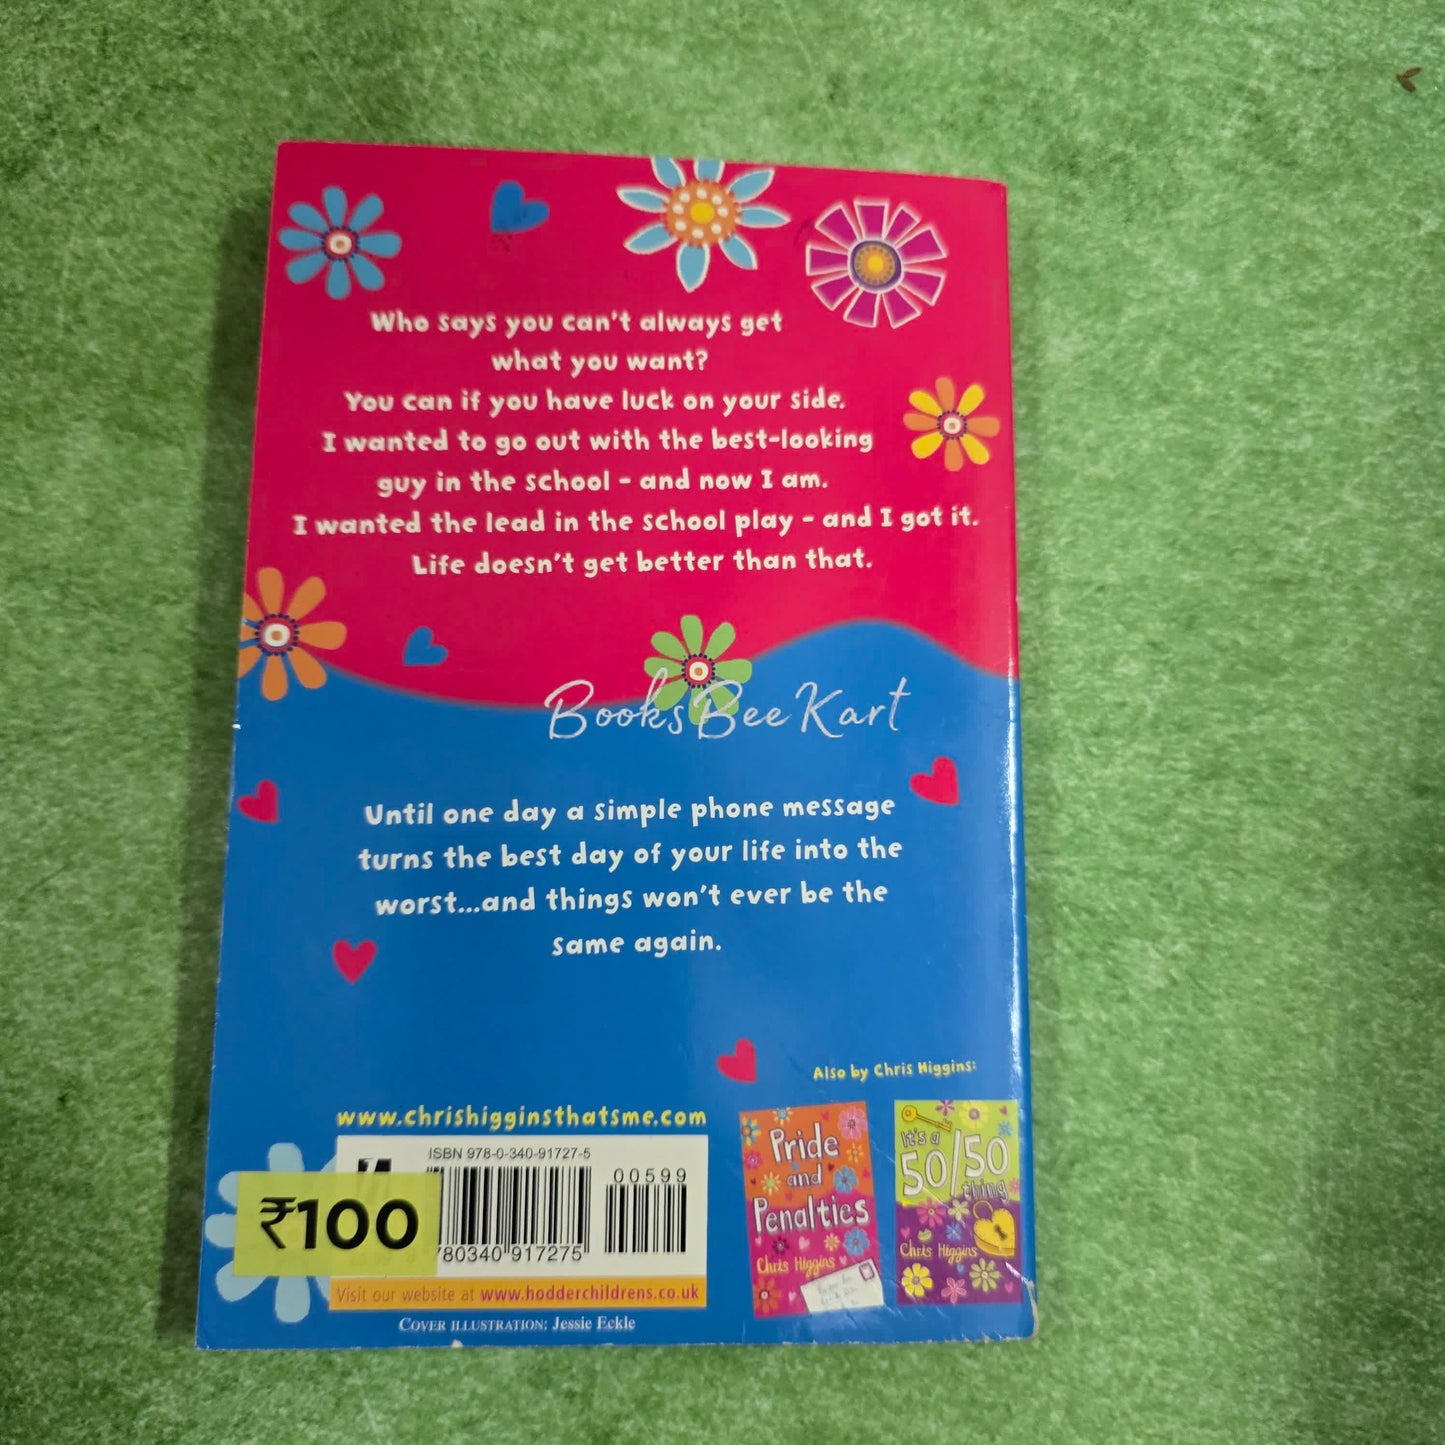 Who says you can't always get
what you want?
You can if you have luck on your side.
I wanted to go out with the best-looking
guy in the school - and now I am.
I wanted the lead in the school play - and I got it.
Life doesn't get better than that.
Books Bee Kart
Until one day a simple phone message
turns the best day of your life into the
worst...and things won't ever be the
same again.
Also by Chris Higgins:
www.chrishigginsthatsme.com
ISBN 978-0-340-91727-5
00599
₹100
780340 917275
Visit our website at www.hodderchildrens.co.uk
COVER ILLUSTRATION: Jessie Eckle
Pride
and
Penalties
Chris Higgins
It's a
50/50
thing
Chris Higgins